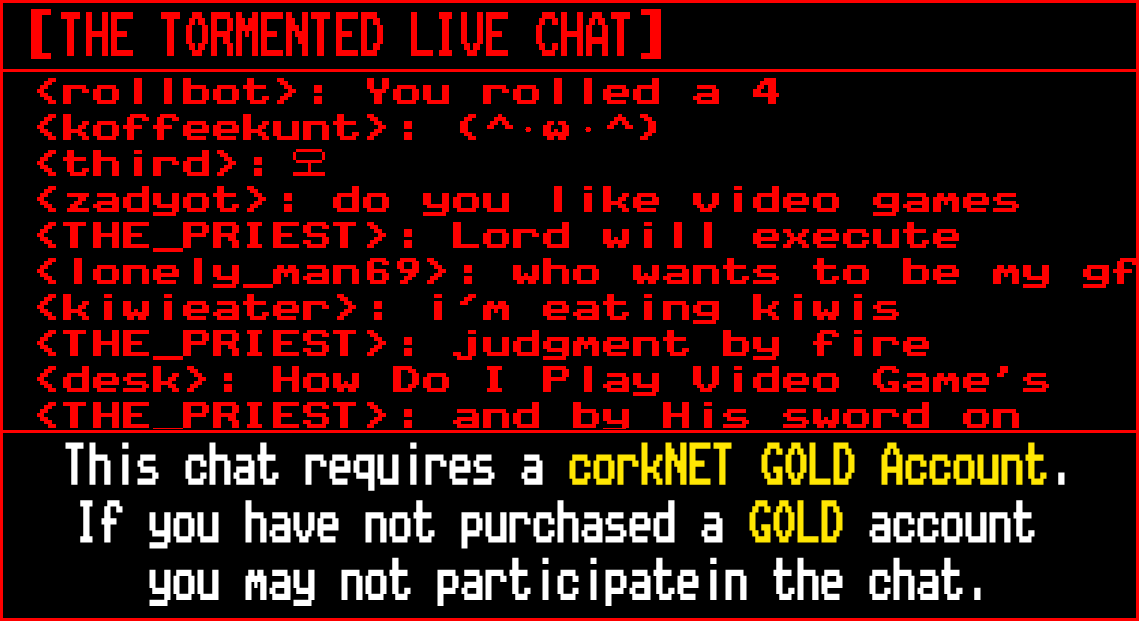 [THE TORMENTED LIVE CHAT]
<rollbot>: You rolled a 4
<koffeekunt>: (^·ω·^)
<third>: 모
<zadyot>: do you like video games
<THE_PRIEST>: Lord will execute
<lonely_man69>: who wants to be my gf
<kiwieater>: i'm eating kiwis
<THE_PRIEST>: judgment by fire
<desk>: How Do I Play Video Game's
<THE_PRIEST>: and by His sword on
This chat requires a corkNET GOLD Account.
If you have not purchased a GOLD account
you may not participatein the chat.